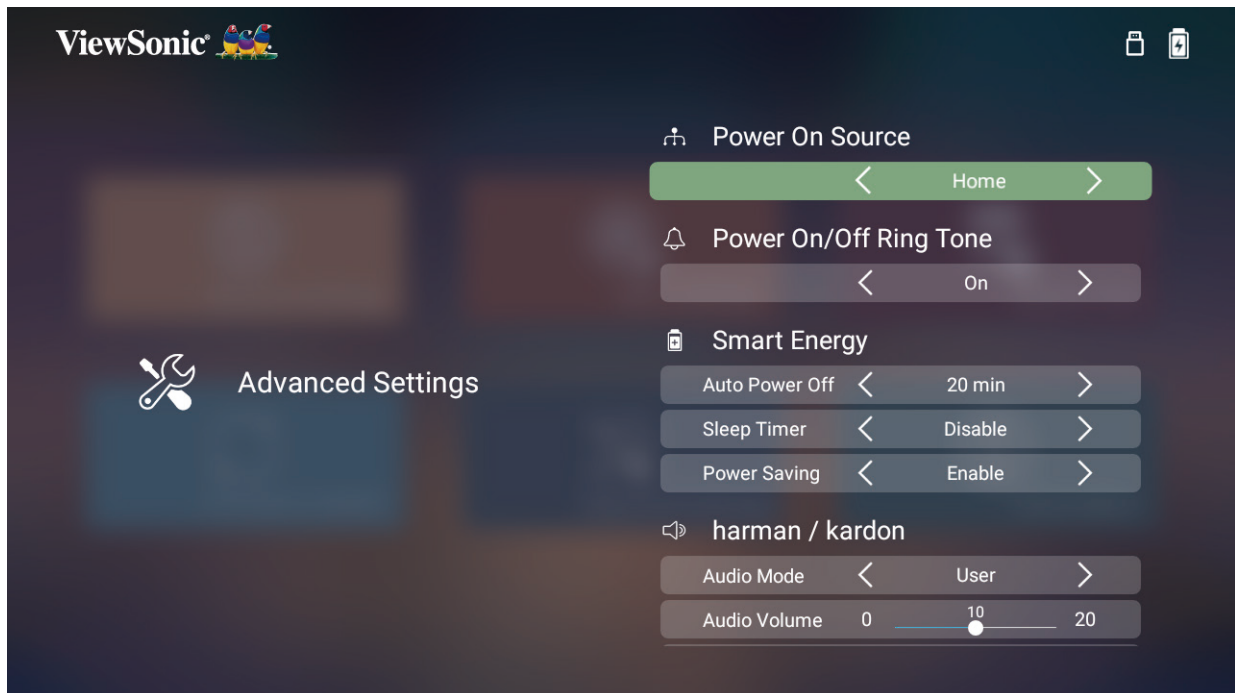 ViewSonic®
Power On Source
Home
Power On/Off Ring Tone
On
Smart Energy
Advanced Settings
Auto Power Off 20 min
Sleep Timer Disable
Power Saving Enable
harman / kardon
Audio Mode User
Audio Volume 0 10 20